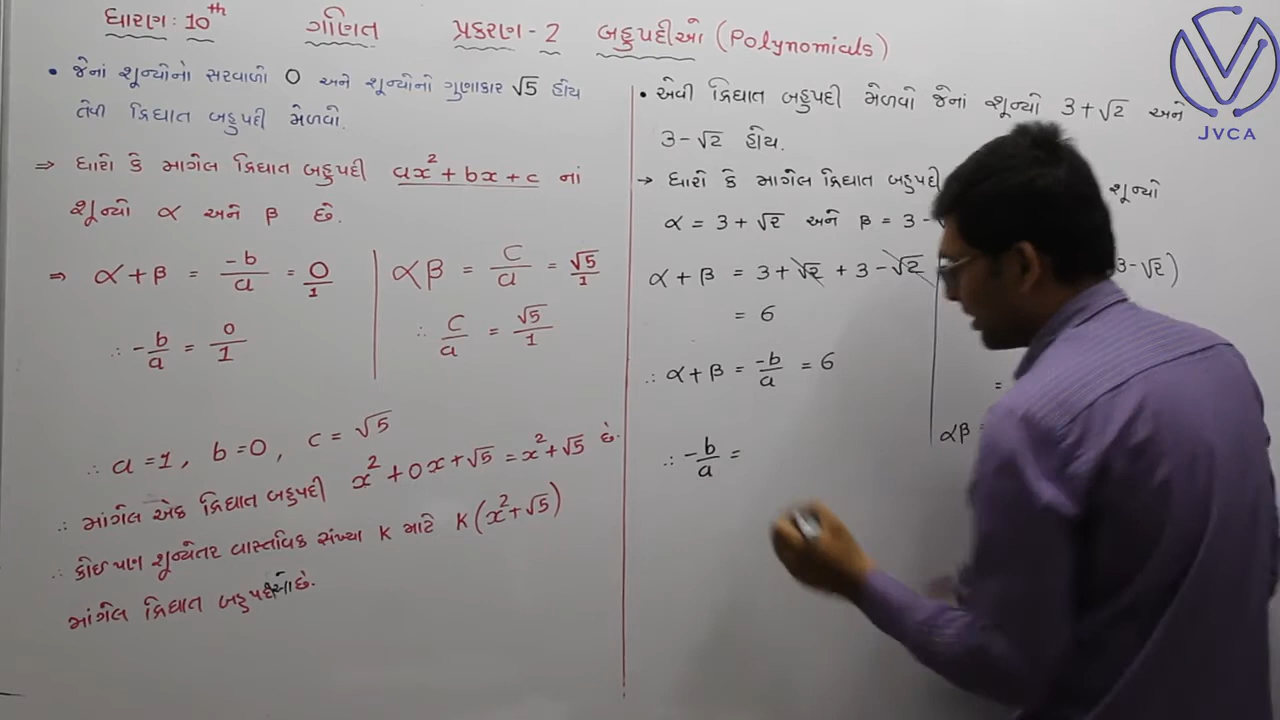 ધોરણ : 10th ગણિત પ્રકરણ - 2 બહુપદીઓ (Polynomials)
• જેનાં શૂન્યોનો સરવાળો 0 અને શૂન્યોનો ગુણાકાર √5 હોય
તેવી દ્વિઘાત બહુપદી મેળવો.
⇒ ધારો કે માગેલ દ્વિઘાત બહુપદી ax² + bx + c નાં
શૂન્યો α અને β છે.
⇒ α + β = -b/a = 0/1
αβ = c/a = √5/1
∴ -b/a = 0/1
∴ c/a = √5/1
∴ a = 1, b = 0, c = √5
∴ માંગેલ એક દ્વિઘાત બહુપદી x² + 0x + √5 = x² + √5 છે.
∴ કોઈ પણ શૂન્યેતર વાસ્તવિક સંખ્યા K માટે K(x² + √5)
માંગેલ દ્વિઘાત બહુપદીઓ છે.
• એવી દ્વિઘાત બહુપદી મેળવો જેનાં શૂન્યો 3 + √2 અને
3 - √2 હોય.
→ ધારો કે માગેલ દ્વિઘાત બહુપદી શૂન્યો
α = 3 + √2 અને β = 3 -
α + β = 3 + √2 + 3 - √2
3 - √2)
= 6
∴ α + β = -b/a = 6
=
αβ =
∴ -b/a =
JVCA